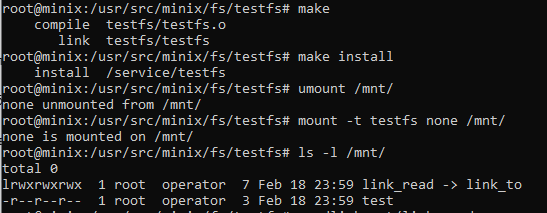 root@minix:/usr/src/minix/fs/testfs# make
compile testfs/testfs.o
link testfs/testfs
root@minix:/usr/src/minix/fs/testfs# make install
install /service/testfs
root@minix:/usr/src/minix/fs/testfs# umount /mnt/
none unmounted from /mnt/
root@minix:/usr/src/minix/fs/testfs# mount -t testfs none /mnt/
none is mounted on /mnt/
root@minix:/usr/src/minix/fs/testfs# ls -l /mnt/
total 0
lrwxrwxrwx 1 root operator 7 Feb 18 23:59 link_read -> link_to
-r--r--r-- 1 root operator 3 Feb 18 23:59 test